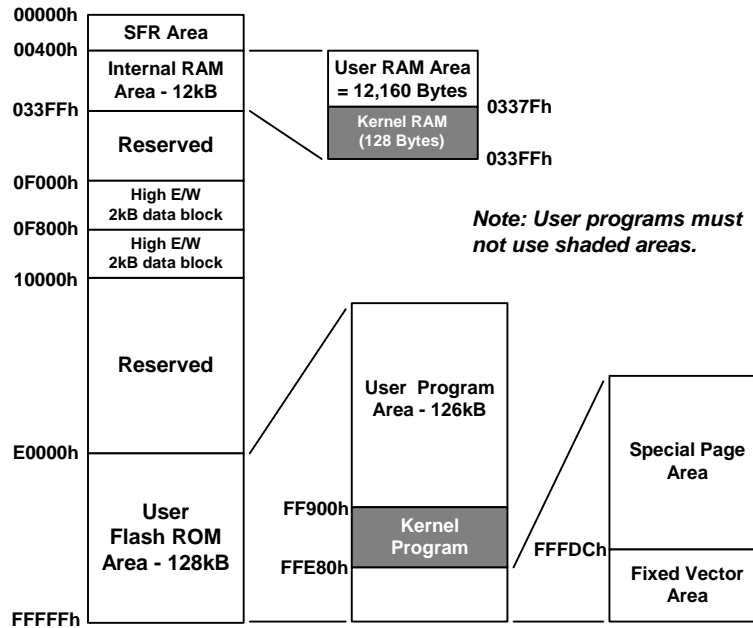 00000h
SFR Area
00400h
Internal RAM
Area - 12kB
033FFh
Reserved
0F000h
High E/W
2kB data block
0F800h
High E/W
2kB data block
10000h
Reserved
E0000h
User
Flash ROM
Area - 128kB
FFFFFh
User RAM Area
= 12,160 Bytes
0337Fh
Kernel RAM
(128 Bytes)
033FFh
Note: User programs must
not use shaded areas.
User Program
Area - 126kB
FF900h
Kernel
Program
FFE80h
Special Page
Area
FFFDCh
Fixed Vector
Area